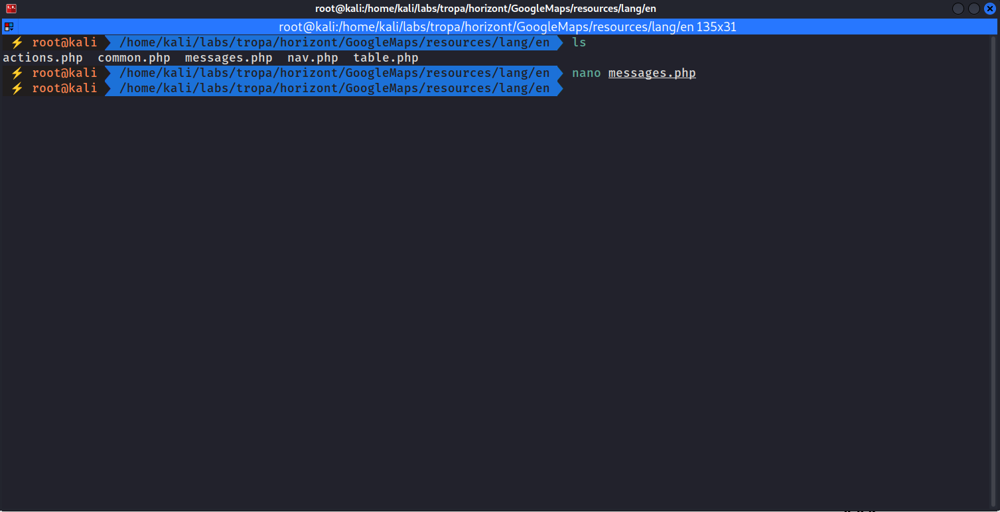 root@kali:/home/kali/labs/tropa/horizont/GoogleMaps/resources/lang/en
root@kali:/home/kali/labs/tropa/horizont/GoogleMaps/resources/lang/en 135x31
⚡ root@kali /home/kali/labs/tropa/horizont/GoogleMaps/resources/lang/en ls
actions.php common.php messages.php nav.php table.php
⚡ root@kali /home/kali/labs/tropa/horizont/GoogleMaps/resources/lang/en nano messages.php
⚡ root@kali /home/kali/labs/tropa/horizont/GoogleMaps/resources/lang/en